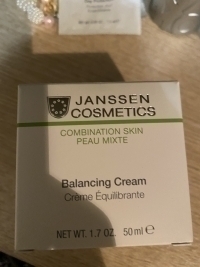 JANSSEN
COSMETICS
COMBINATION SKIN
PEAU MIXTE
Balancing Cream
Crème Équilibrante
NET WT. 1.7 OZ. 50 ml ℮